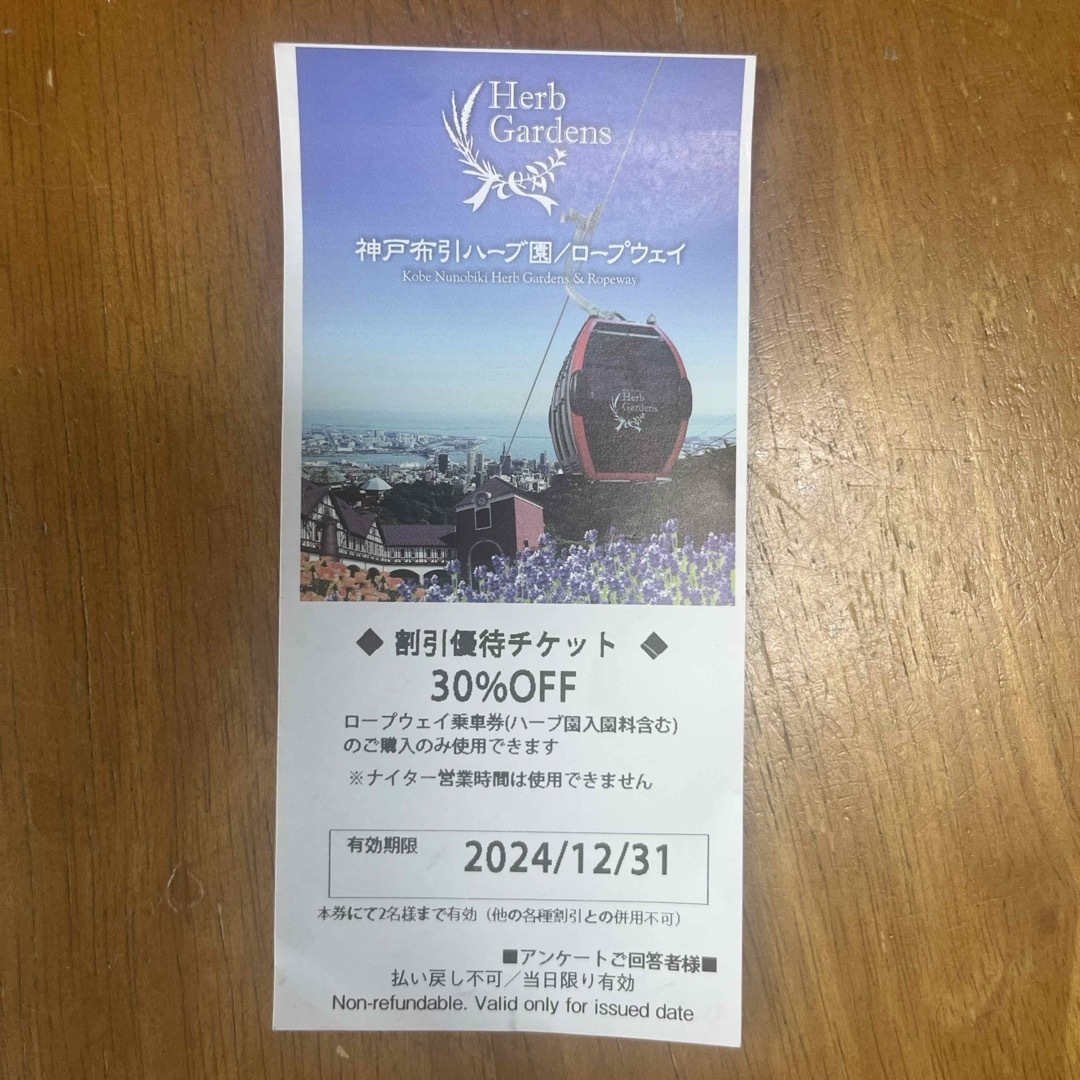 Herb
Gardens
神戸布引ハーブ園/ロープウェイ
Kobe Nunobiki Herb Gardens & Ropeway
Herb
Gardens
◆ 割引優待チケット ◆
30%OFF
ロープウェイ乗車券(ハーブ園入園料含む)
のご購入のみ使用できます
※ナイター営業時間は使用できません
有効期限 2024/12/31
本券にて2名様まで有効(他の各種割引との併用不可)
■アンケートご回答者様■
払い戻し不可/当日限り有効
Non-refundable. Valid only for issued date